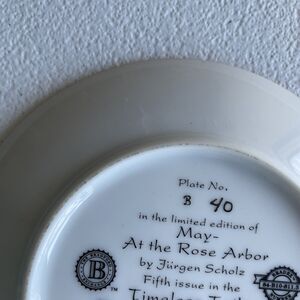 Plate No.
B 40
in the limited edition of
May-
At the Rose Arbor
by Jürgen Scholz
Fifth issue in the
B